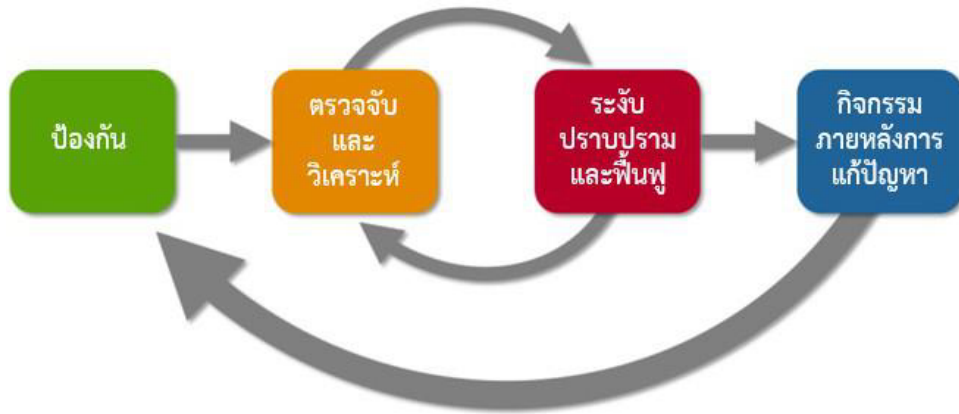 ป้องกัน
ตรวจจับ
และ
วิเคราะห์
ระงับ
ปราบปราม
และฟื้นฟู
กิจกรรม
ภายหลังการ
แก้ปัญหา